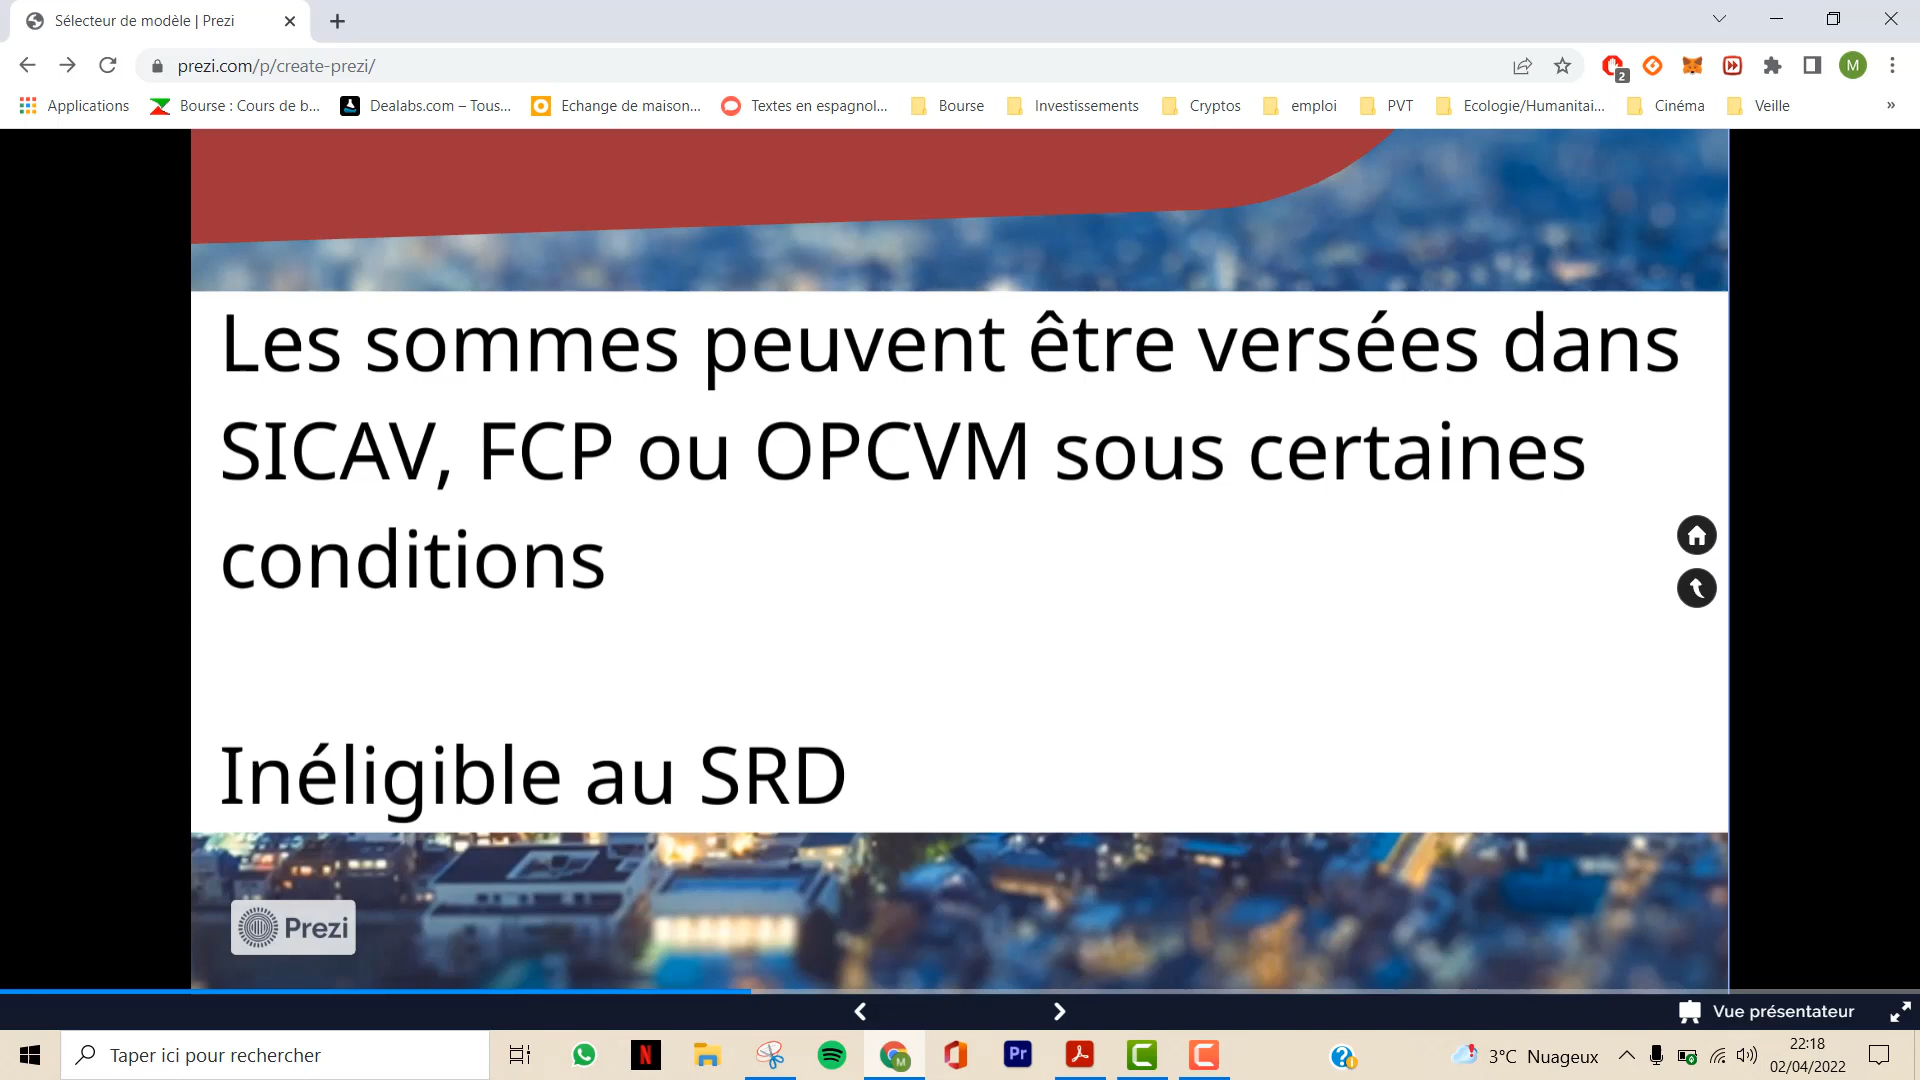 Sélecteur de modèle | Prezi
prezi.com/p/create-prezi/
2
M
Applications
Bourse : Cours de b...
Dealabs.com – Tous...
Echange de maison...
Textes en espagnol...
Bourse
Investissements
Cryptos
emploi
PVT
Ecologie/Humanitai...
Cinéma
Veille
»
Les sommes peuvent être versées dans
SICAV, FCP ou OPCVM sous certaines
conditions
Inéligible au SRD
Prezi
Vue présentateur
Taper ici pour rechercher
N
M
Pr
C
C
3°C Nuageux
22:18
02/04/2022